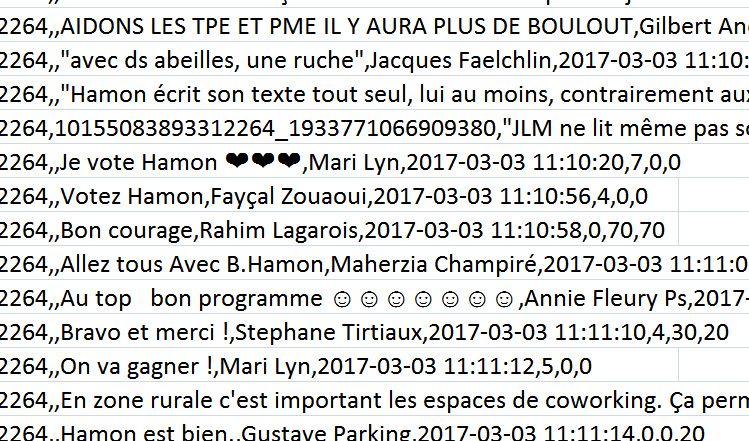 2264,,AIDONS LES TPE ET PME IL Y AURA PLUS DE BOULOUT,Gilbert An
2264,,"avec ds abeilles, une ruche",Jacques Faelchlin,2017-03-03 11:10:
2264,,"Hamon écrit son texte tout seul, lui au moins, contrairement aux
2264,10155083893312264_1933771066909380,"JLM ne lit même pas so
2264,,Je vote Hamon ❤❤❤,Mari Lyn,2017-03-03 11:10:20,7,0,0
2264,,Votez Hamon,Fayçal Zouaoui,2017-03-03 11:10:56,4,0,0
2264,,Bon courage,Rahim Lagarois,2017-03-03 11:10:58,0,70,70
2264,,Allez tous Avec B.Hamon,Maherzia Champiré,2017-03-03 11:11:0
2264,,Au top   bon programme ☺☺☺☺☺☺☺,Annie Fleury Ps,2017-
2264,,Bravo et merci !,Stephane Tirtiaux,2017-03-03 11:11:10,4,30,20
2264,,On va gagner !,Mari Lyn,2017-03-03 11:11:12,5,0,0
2264,,En zone rurale c'est important les espaces de coworking. Ça perm
2264,,Hamon est bien,,Gustave Parking,2017-03-03 11:11:14,0,0,20